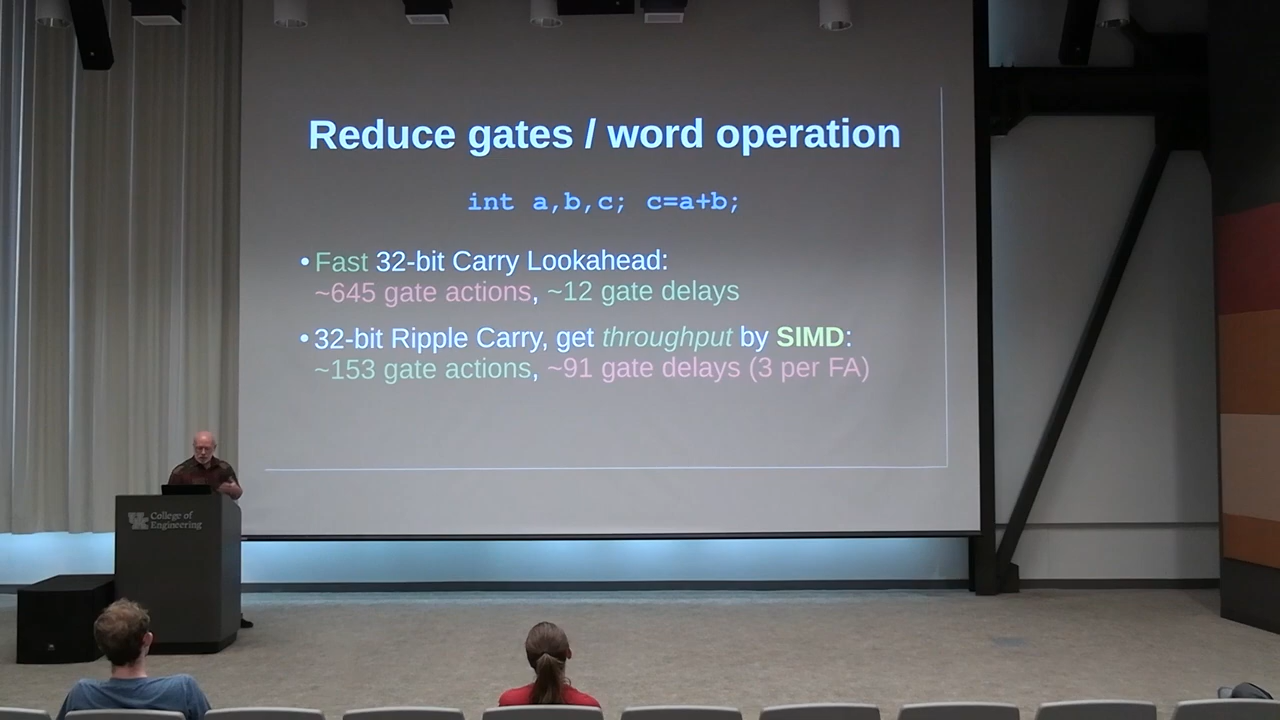 Reduce gates / word operation
int a,b,c; c=a+b;
• Fast 32-bit Carry Lookahead:
~645 gate actions, ~12 gate delays
• 32-bit Ripple Carry, get throughput by SIMD:
~153 gate actions, ~91 gate delays (3 per FA)
UK College of
Engineering